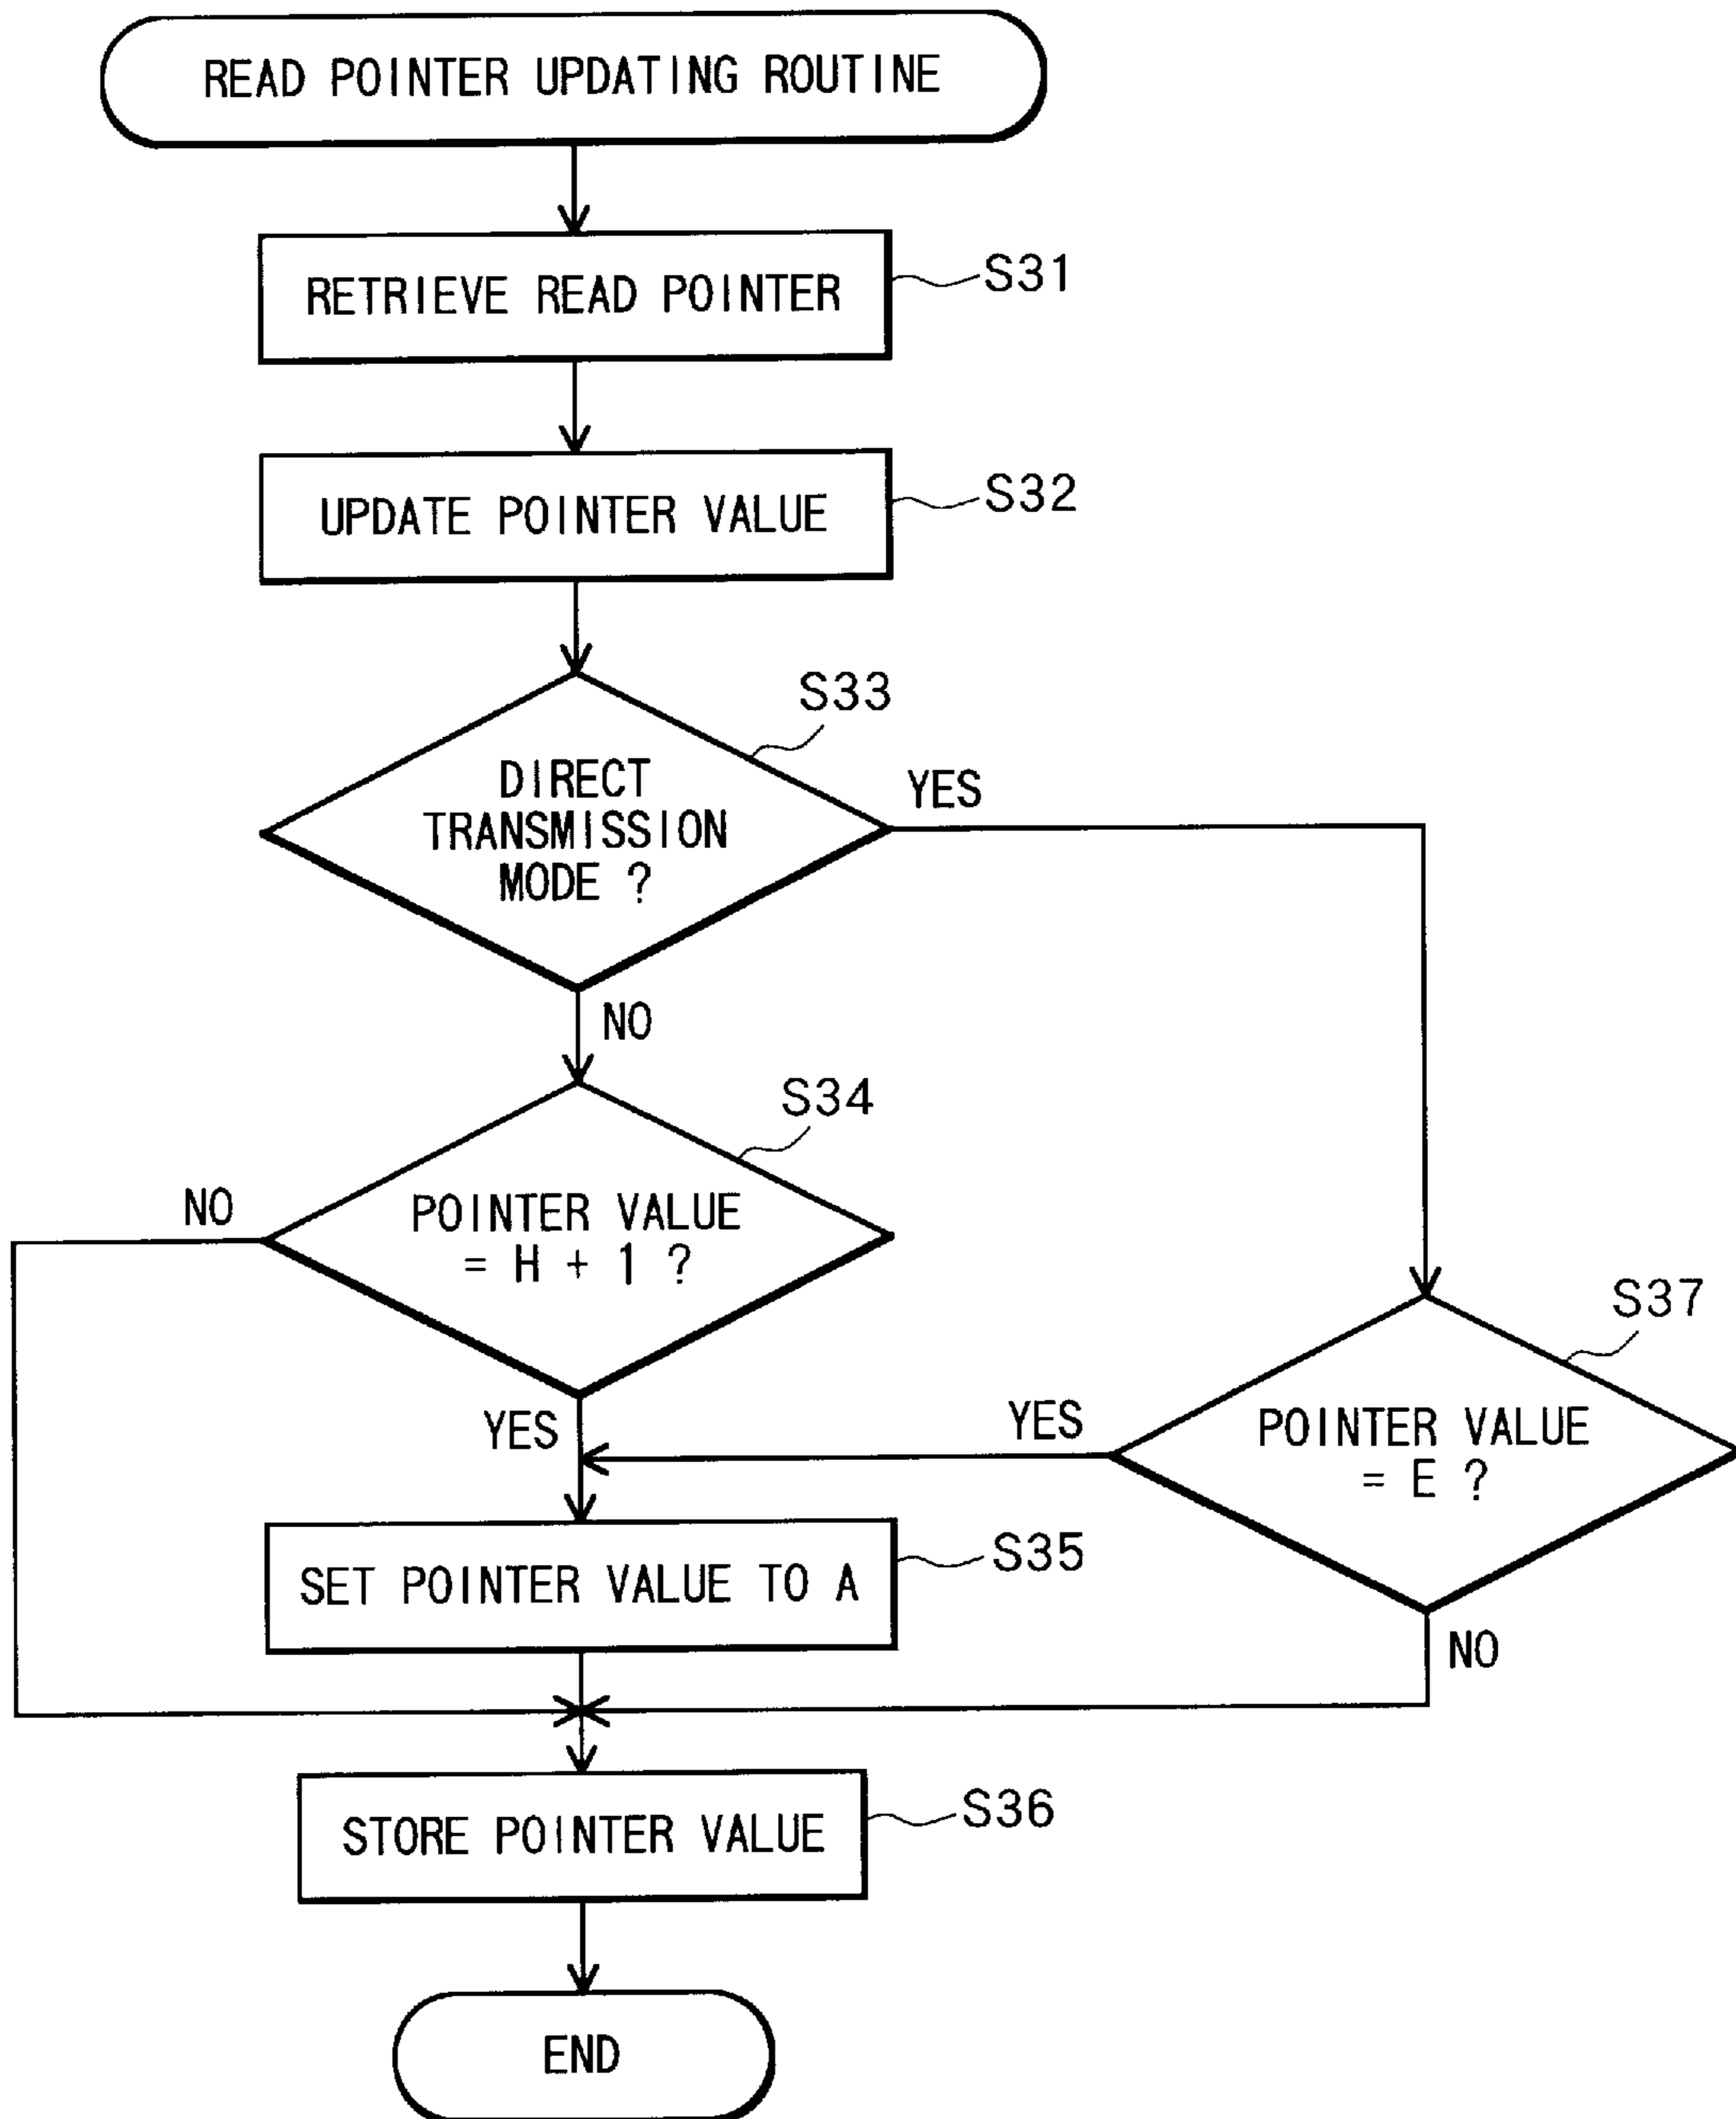 READ POINTER UPDATING ROUTINE
RETRIEVE READ POINTER
S31
UPDATE POINTER VALUE
S32
S33
DIRECT
TRANSMISSION
MODE ?
YES
NO
S34
POINTER VALUE
= H + 1 ?
NO
YES
S37
POINTER VALUE
= E ?
YES
NO
SET POINTER VALUE TO A
S35
STORE POINTER VALUE
S36
END